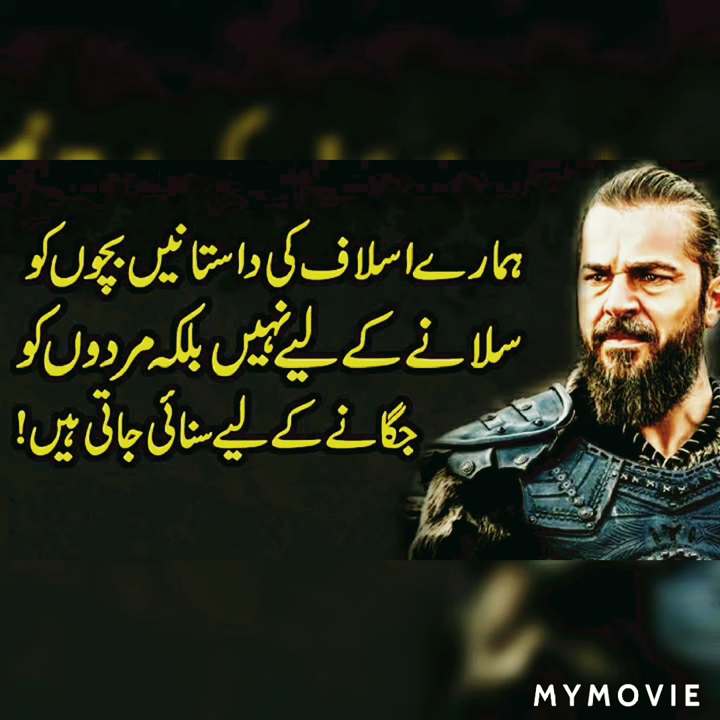 ہمارے اسلاف کی داستانیں بچوں کو
سلانے کے لیے نہیں بلکہ مردوں کو
جگانے کے لیے سنائی جاتی ہیں!
MYMOVIE